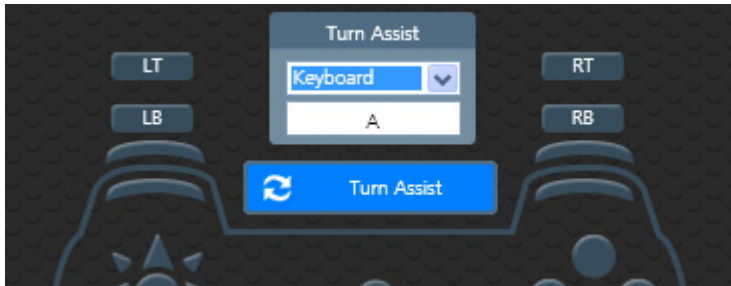 Turn Assist
LT
Keyboard
RT
LB
A
RB
Turn Assist